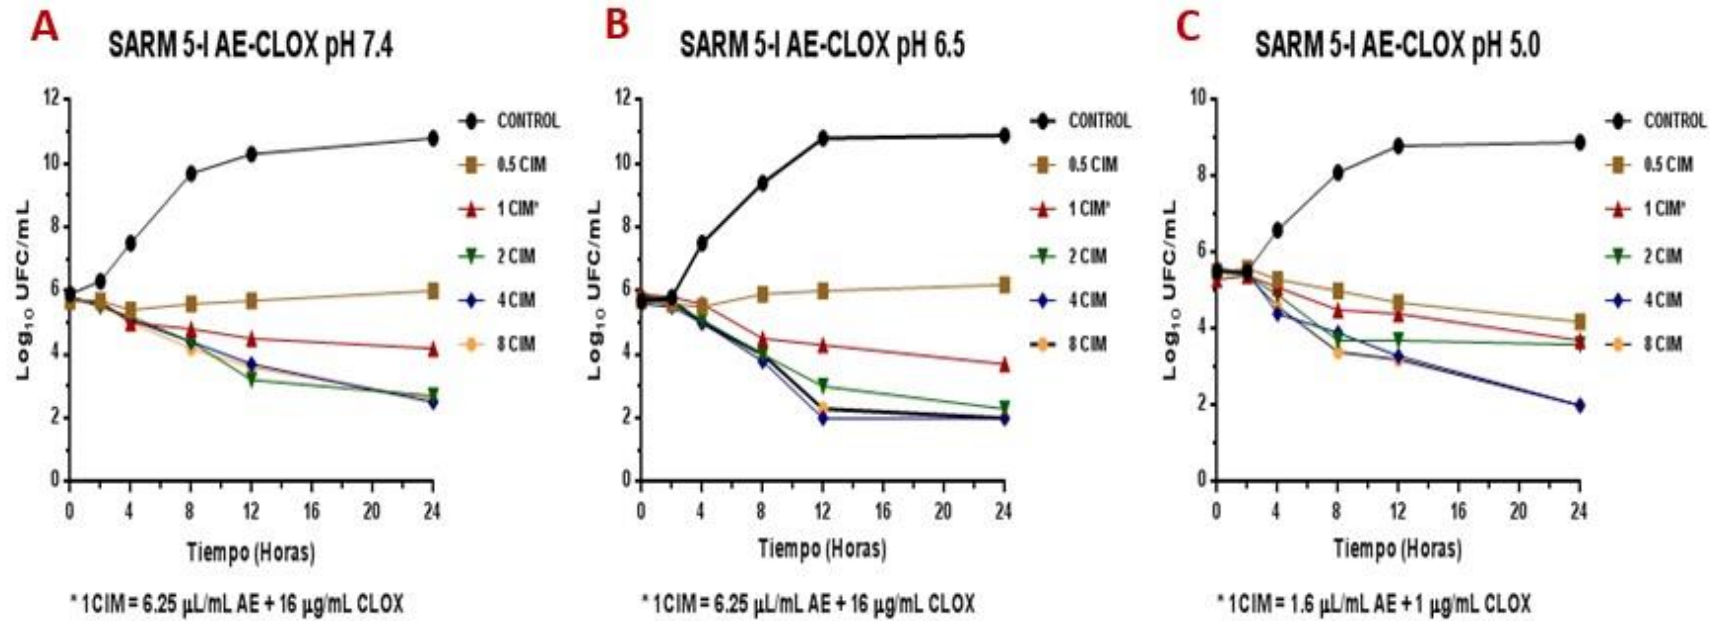 A
SARM 5-I AE-CLOX pH 7.4
12
10
8
6
4
2
0
Log₁₀ UFC/mL
0 4 8 12 16 20 24
Tiempo (Horas)
CONTROL
0.5 CIM
1 CIM*
2 CIM
4 CIM
8 CIM
* 1CIM = 6.25 µL/mL AE + 16 µg/mL CLOX
B
SARM 5-I AE-CLOX pH 6.5
12
10
8
6
4
2
0
Log₁₀ UFC/mL
0 4 8 12 16 20 24
Tiempo (Horas)
CONTROL
0.5 CIM
1 CIM*
2 CIM
4 CIM
8 CIM
* 1CIM = 6.25 µL/mL AE + 16 µg/mL CLOX
C
SARM 5-I AE-CLOX pH 5.0
10
8
6
4
2
0
Log₁₀ UFC/mL
0 4 8 12 16 20 24
Tiempo (Horas)
CONTROL
0.5 CIM
1 CIM*
2 CIM
4 CIM
8 CIM
* 1CIM = 1.6 µL/mL AE + 1 µg/mL CLOX